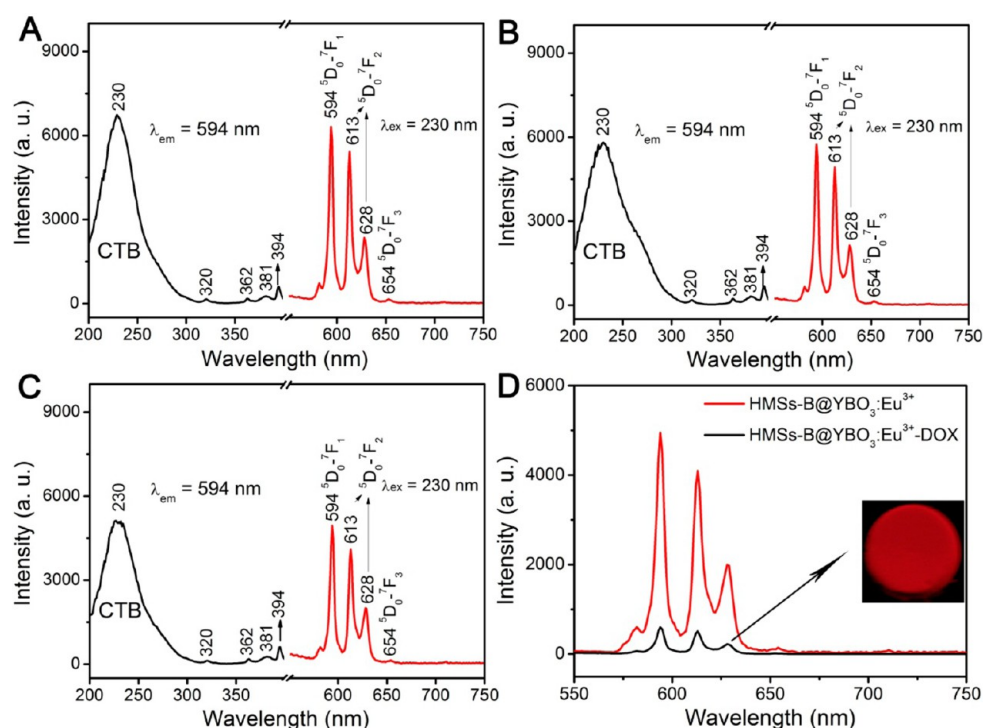 A
Intensity (a. u.)
9000
6000
3000
0
230
CTB
λem = 594 nm
320
362
381
394
594 ⁵D₀-⁷F₁
613
⁵D₀-⁷F₂
628
λex = 230 nm
654 ⁵D₀-⁷F₃
200 250 300 350 600 650 700 750
Wavelength (nm)
B
Intensity (a. u.)
9000
6000
3000
0
230
CTB
λem = 594 nm
320
362
381
394
594 ⁵D₀-⁷F₁
613
⁵D₀-⁷F₂
628
λex = 230 nm
654 ⁵D₀-⁷F₃
200 250 300 350 600 650 700 750
Wavelength (nm)
C
Intensity (a. u.)
9000
6000
3000
0
230
CTB
λem = 594 nm
320
362
381
394
594 ⁵D₀-⁷F₁
613
⁵D₀-⁷F₂
628
λex = 230 nm
654 ⁵D₀-⁷F₃
200 250 300 350 600 650 700 750
Wavelength (nm)
D
Intensity (a. u.)
6000
4000
2000
0
HMSs-B@YBO₃:Eu³⁺
HMSs-B@YBO₃:Eu³⁺-DOX
550 600 650 700 750
Wavelength (nm)